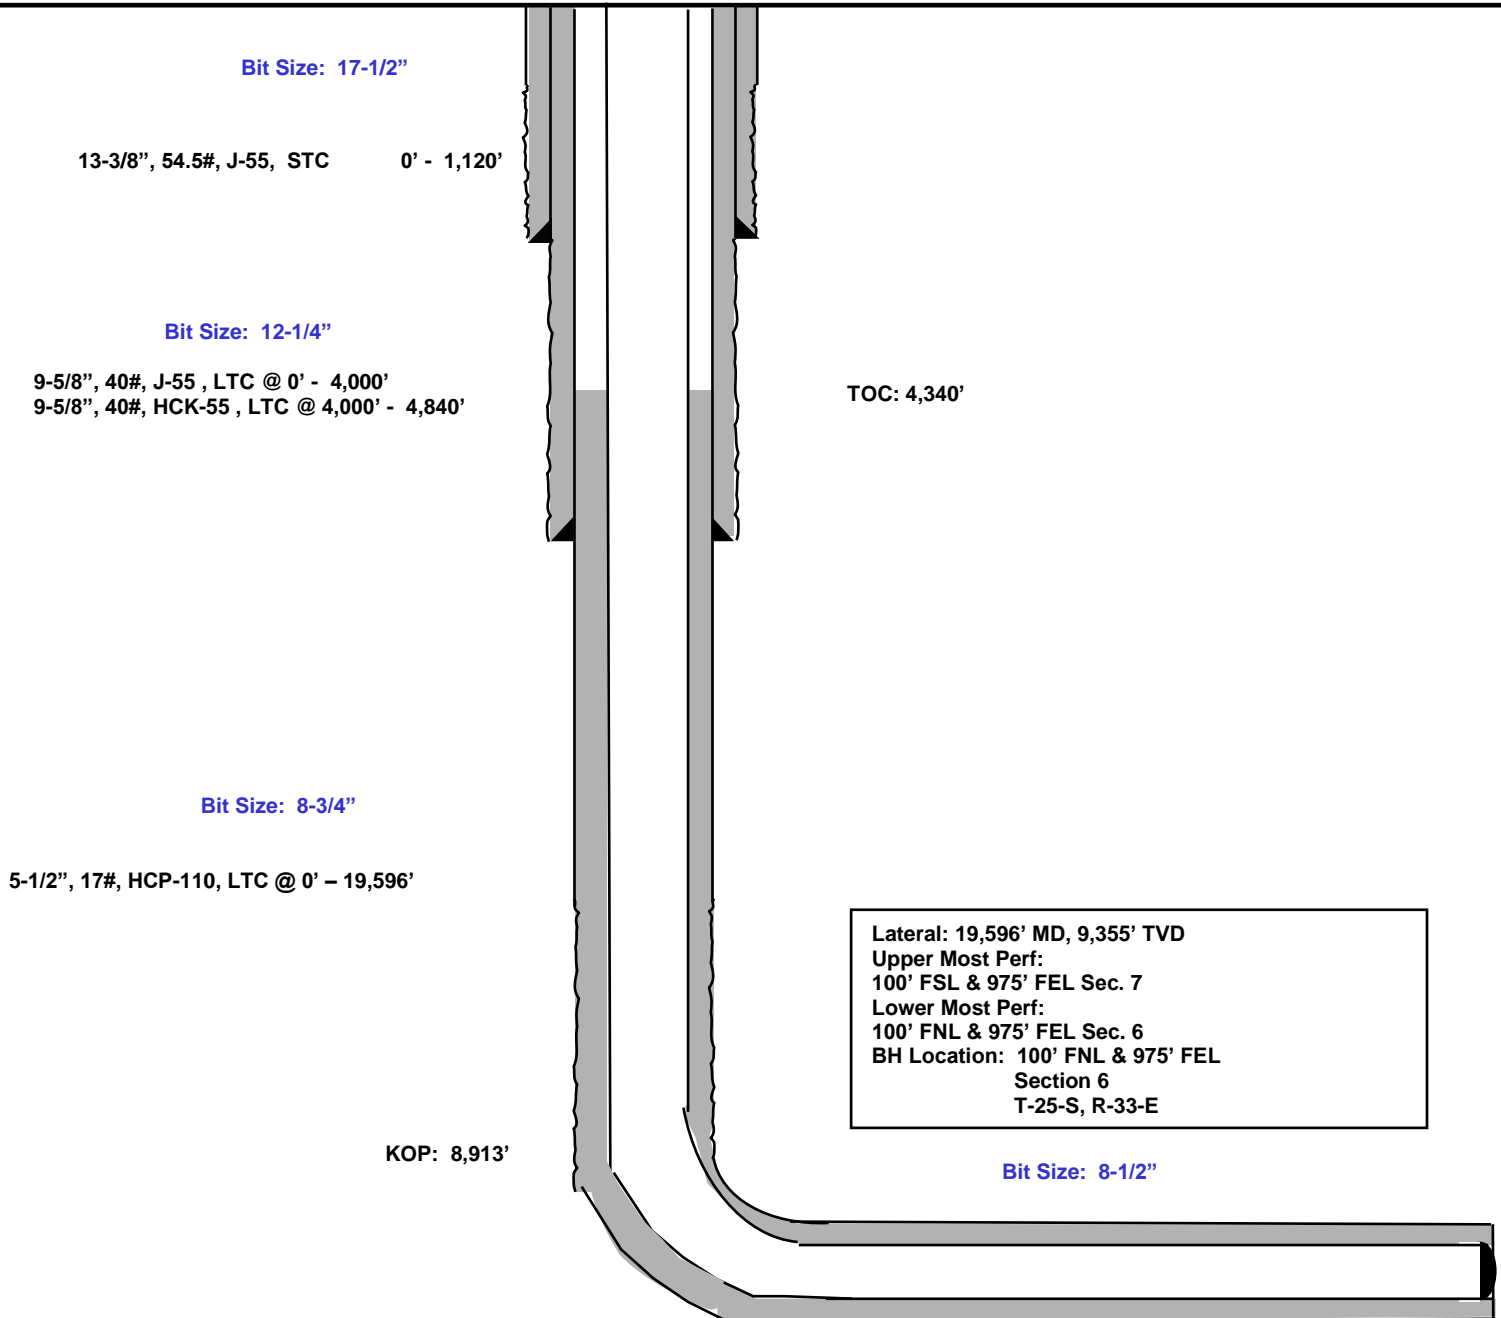 Bit Size: 17-1/2”
13-3/8”, 54.5#, J-55, STC 0’ - 1,120’
Bit Size: 12-1/4”
9-5/8”, 40#, J-55 , LTC @ 0’ - 4,000’
9-5/8”, 40#, HCK-55 , LTC @ 4,000’ - 4,840’
TOC: 4,340’
Bit Size: 8-3/4”
5-1/2”, 17#, HCP-110, LTC @ 0’ – 19,596’
Lateral: 19,596’ MD, 9,355’ TVD
Upper Most Perf:
100’ FSL & 975’ FEL Sec. 7
Lower Most Perf:
100’ FNL & 975’ FEL Sec. 6
BH Location: 100’ FNL & 975’ FEL
Section 6
T-25-S, R-33-E
KOP: 8,913’
Bit Size: 8-1/2”